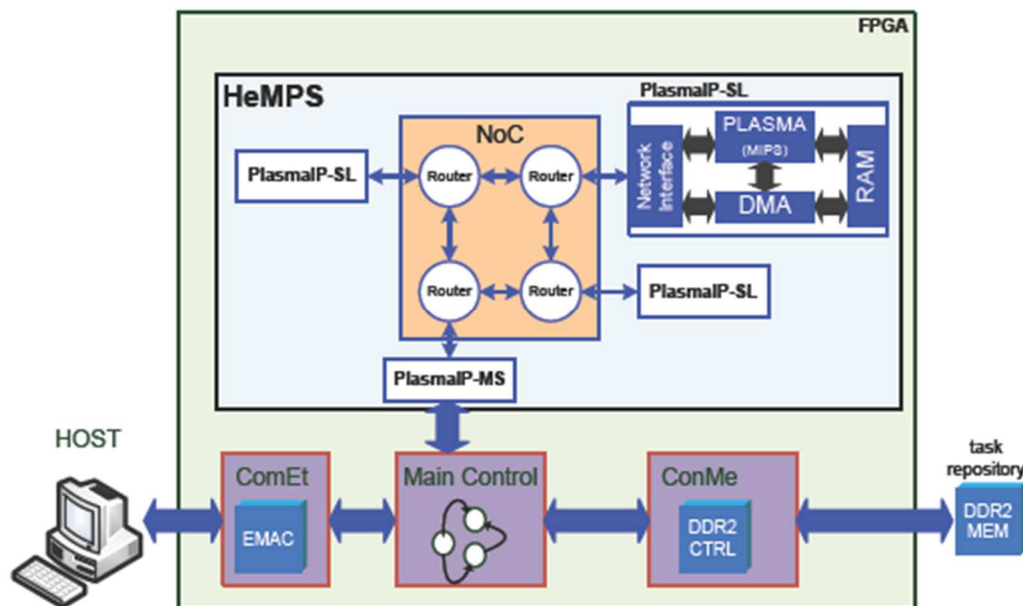 FPGA
HeMPS
PlasmaIP-SL
NoC
PLASMA
(MIPS)
Network
Interface
RAM
DMA
PlasmaIP-SL
Router
Router
Router
Router
PlasmaIP-SL
PlasmaIP-MS
HOST
ComEt
EMAC
Main Control
ConMe
DDR2
CTRL
task
repository
DDR2
MEM